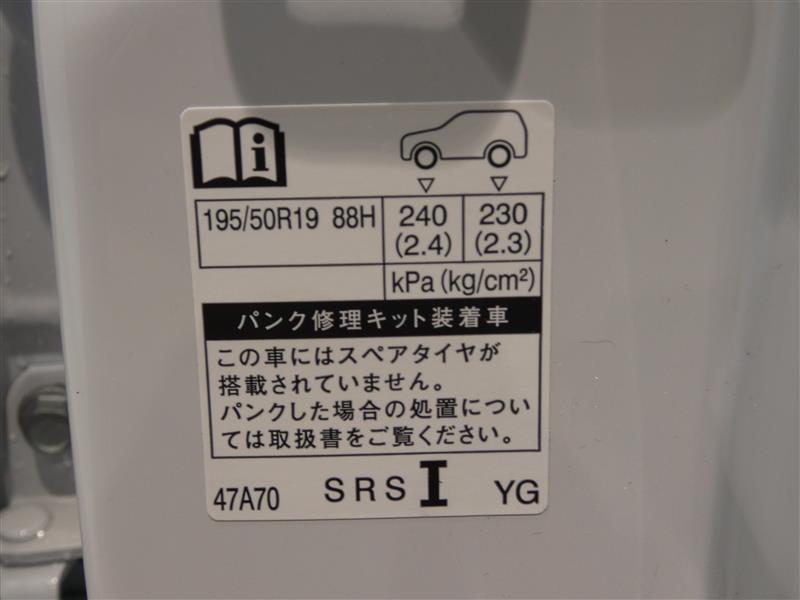 195/50R19 88H 240 230
(2.4) (2.3)
kPa (kg/cm²)
パンク修理キット装着車
この車にはスペアタイヤが
搭載されていません。
パンクした場合の処置につい
ては取扱書をご覧ください。
47A70 SRS I YG